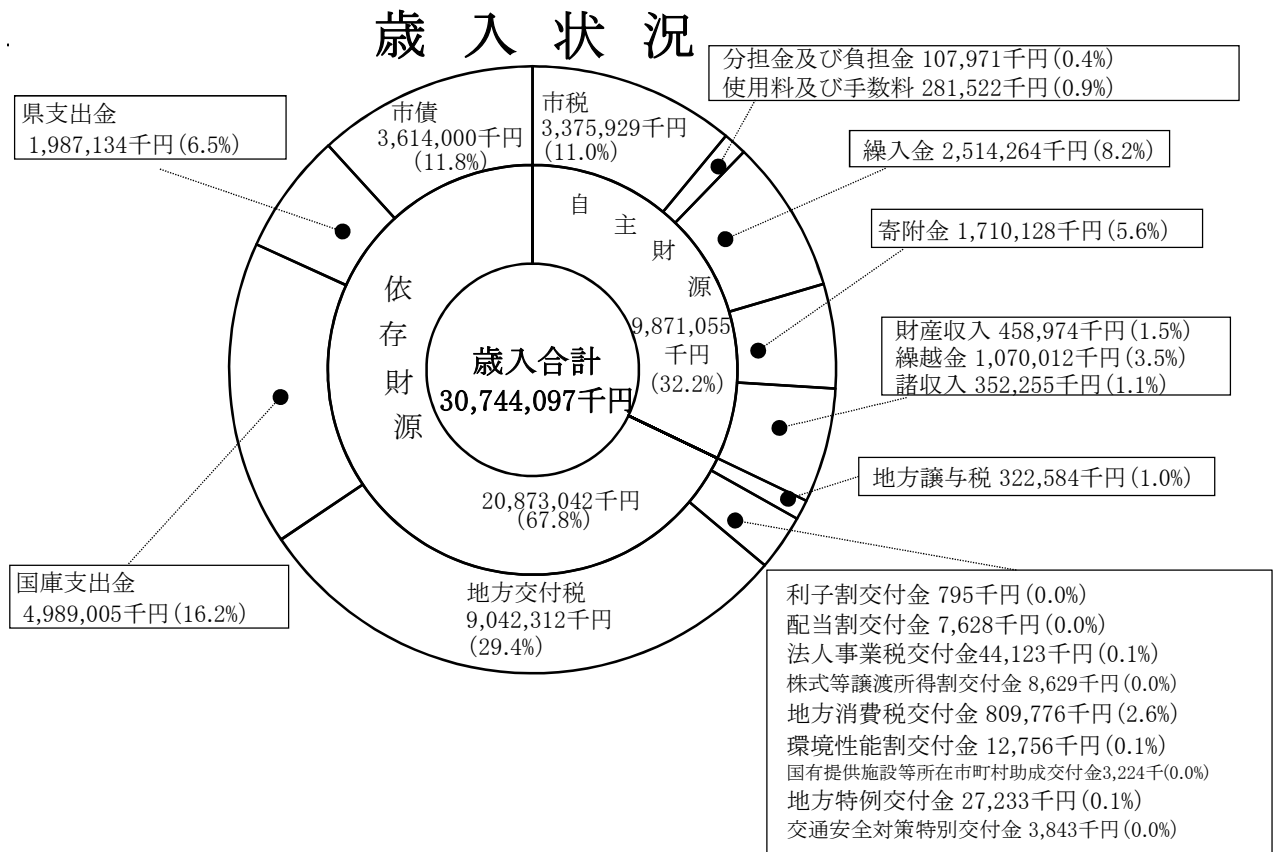 歳入状況
分担金及び負担金 107,971千円(0.4%)
使用料及び手数料 281,522千円(0.9%)
県支出金
1,987,134千円(6.5%)
市債
3,614,000千円
(11.8%)
市税
3,375,929千円
(11.0%)
繰入金 2,514,264千円(8.2%)
自主財源
9,871,055
千円
(32.2%)
寄附金 1,710,128千円(5.6%)
依存財源
20,873,042千円
(67.8%)
歳入合計
30,744,097千円
財産収入 458,974千円(1.5%)
繰越金 1,070,012千円(3.5%)
諸収入 352,255千円(1.1%)
地方譲与税 322,584千円(1.0%)
国庫支出金
4,989,005千円(16.2%)
地方交付税
9,042,312千円
(29.4%)
利子割交付金 795千円(0.0%)
配当割交付金 7,628千円(0.0%)
法人事業税交付金44,123千円(0.1%)
株式等譲渡所得割交付金 8,629千円(0.0%)
地方消費税交付金 809,776千円(2.6%)
環境性能割交付金 12,756千円(0.1%)
国有提供施設等所在市町村助成交付金3,224千(0.0%)
地方特例交付金 27,233千円(0.1%)
交通安全対策特別交付金 3,843千円(0.0%)